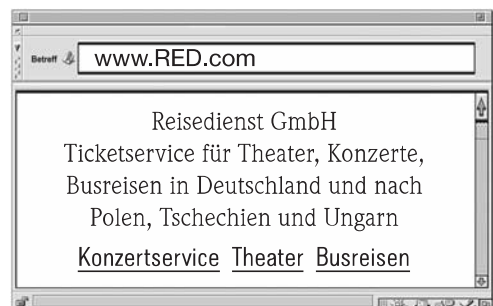 Betreff www.RED.com
Reisedienst GmbH
Ticketservice für Theater, Konzerte,
Busreisen in Deutschland und nach
Polen, Tschechien und Ungarn
Konzertservice Theater Busreisen